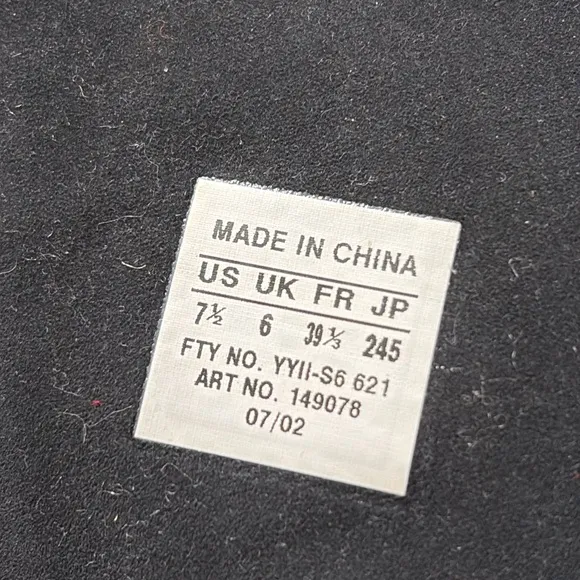 MADE IN CHINA
US UK FR JP
7½ 6 39⅓ 245
FTY NO. YYII-S6 621
ART NO. 149078
07/02